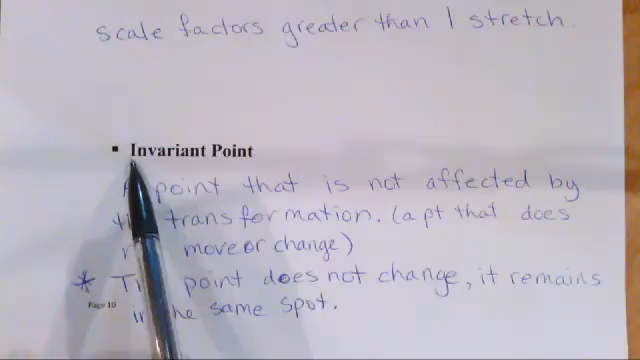 scale factors greater than 1 stretch.
▪ Invariant Point
point that is not affected by
transformation. (a pt that does
move or change)
* point does not change, it remains
Page 10
same spot.